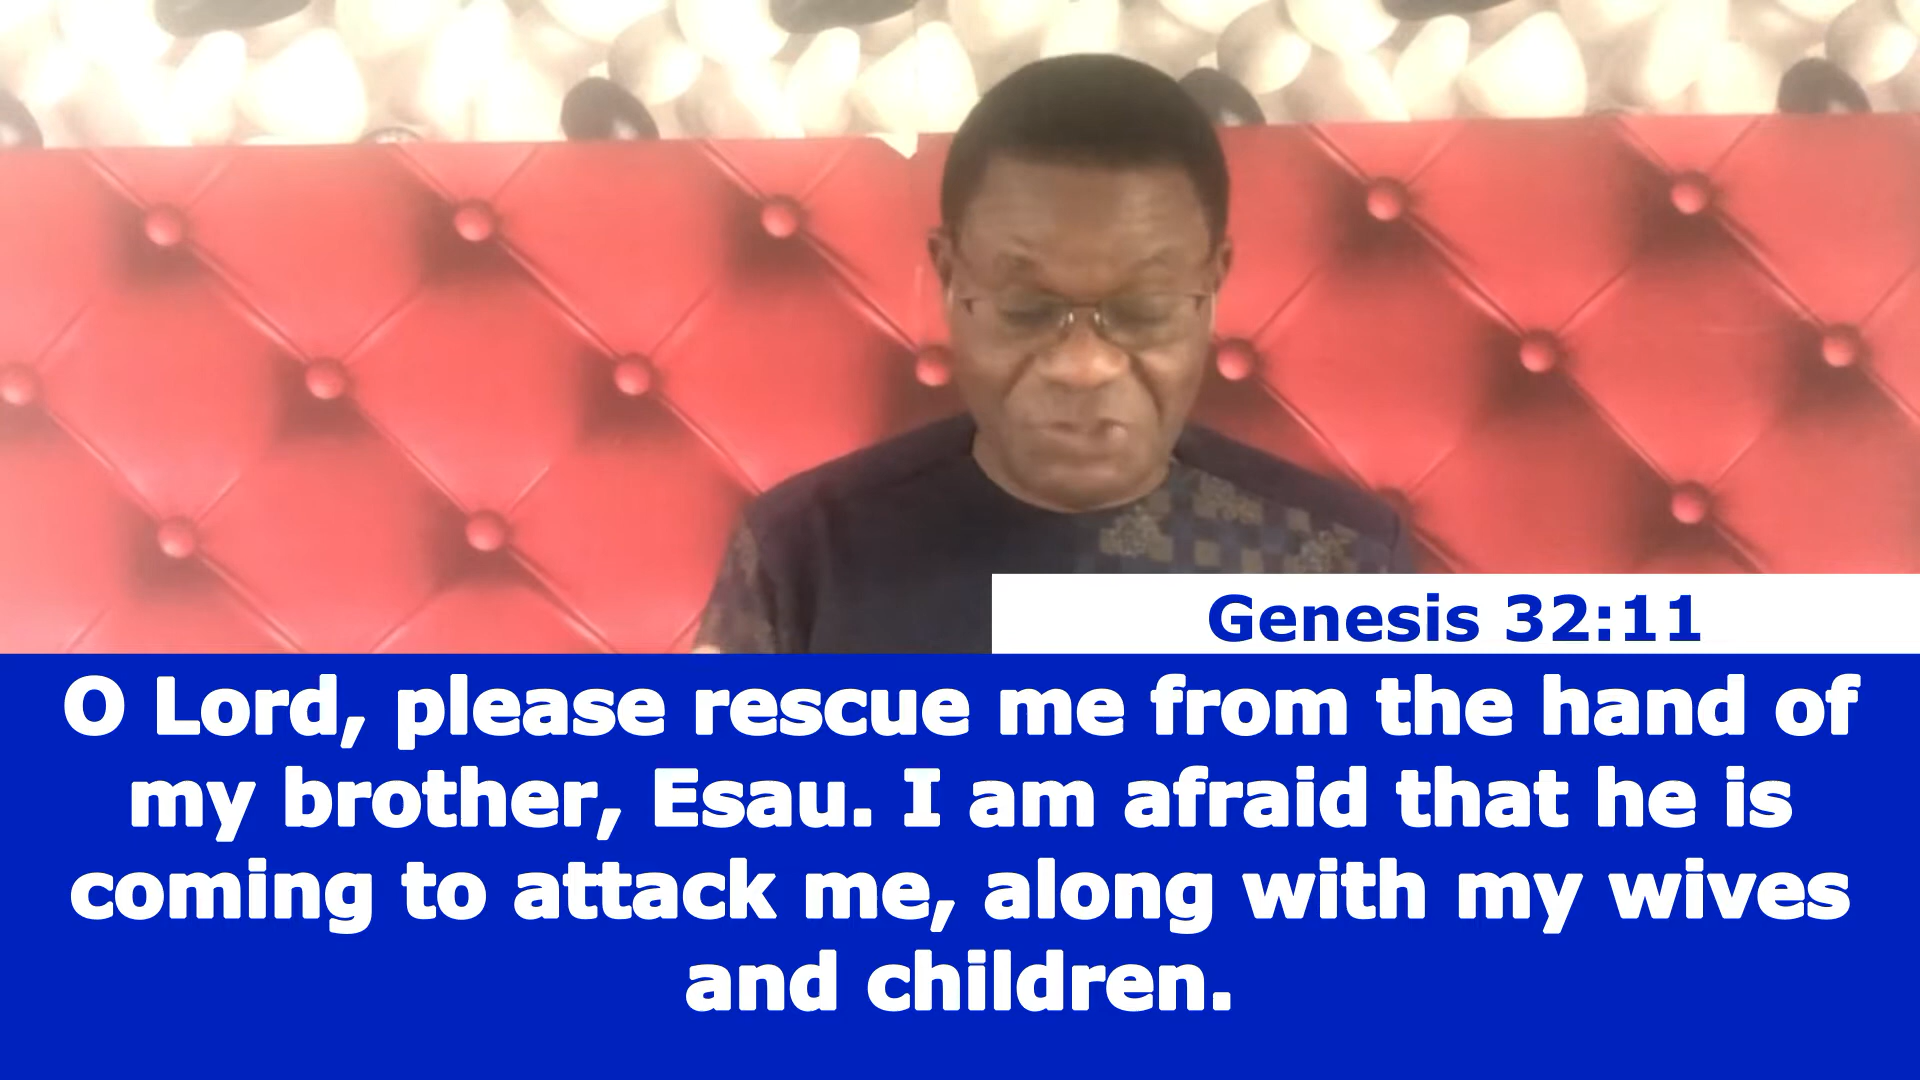 Genesis 32:11
O Lord, please rescue me from the hand of
my brother, Esau. I am afraid that he is
coming to attack me, along with my wives
and children.